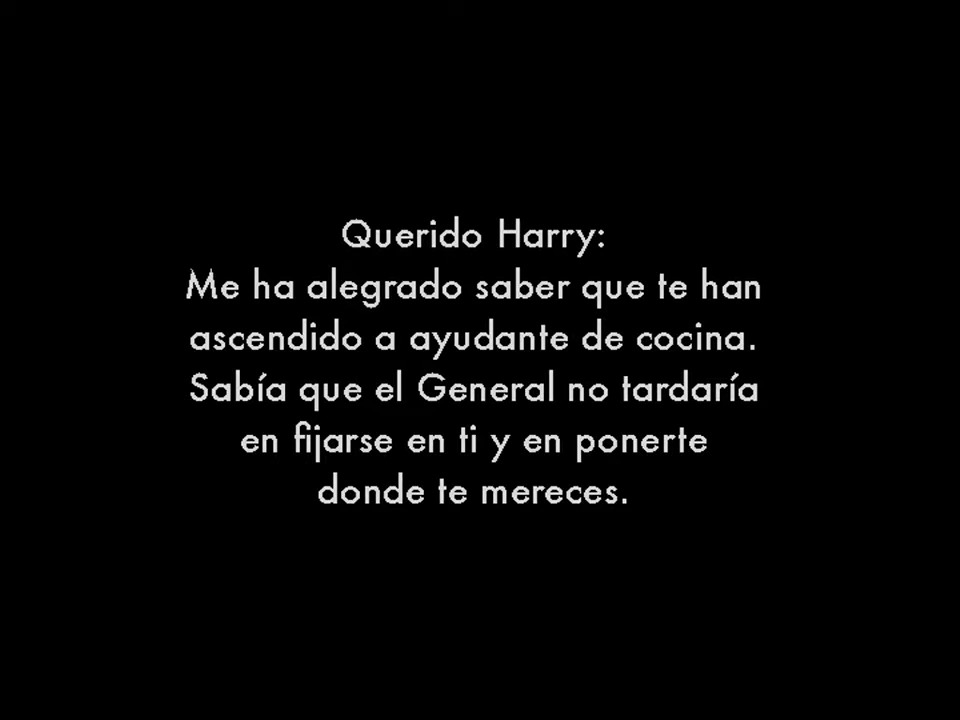 Querido Harry:
Me ha alegrado saber que te han
ascendido a ayudante de cocina.
Sabía que el General no tardaría
en fijarse en ti y en ponerte
donde te mereces.